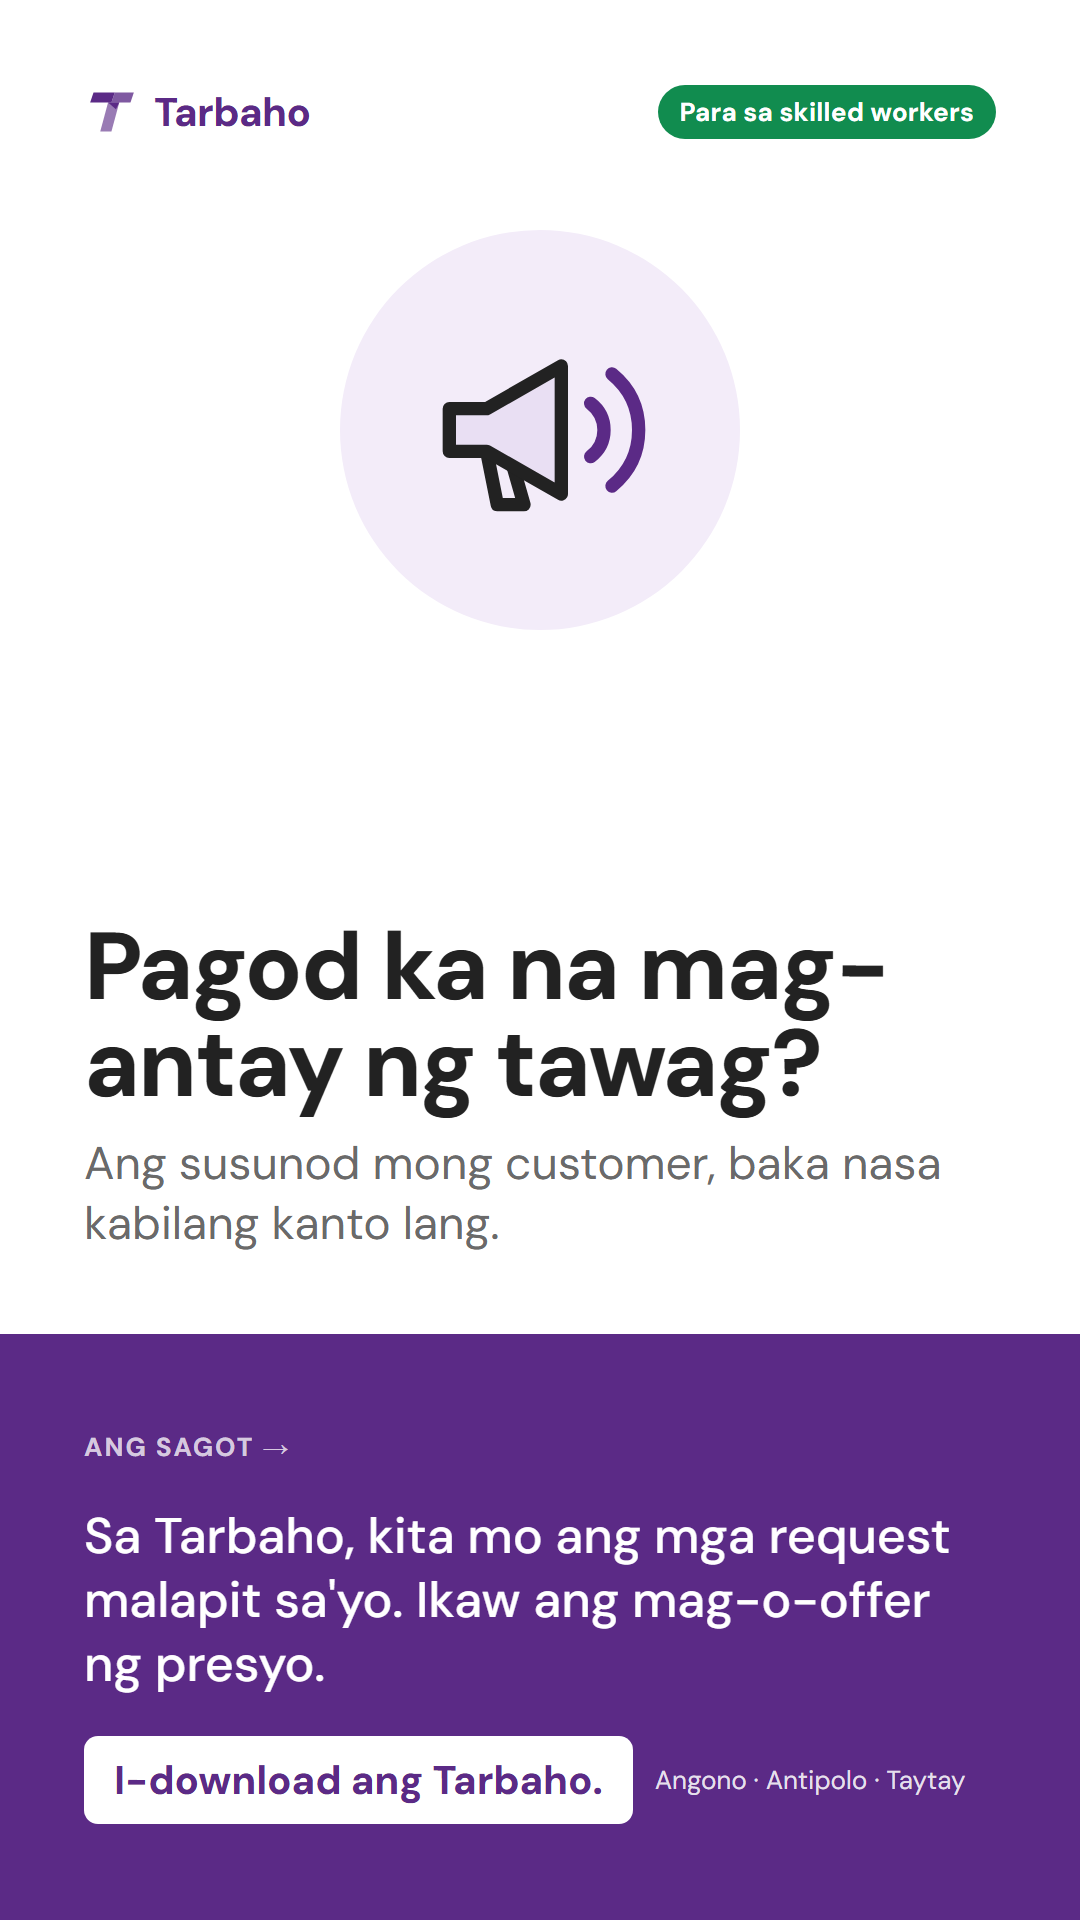 Tarbaho
Para sa skilled workers
Pagod ka na mag-
antay ng tawag?
Ang susunod mong customer, baka nasa
kabilang kanto lang.
ANG SAGOT →
Sa Tarbaho, kita mo ang mga request
malapit sa'yo. Ikaw ang mag-o-offer
ng presyo.
I-download ang Tarbaho.
Angono · Antipolo · Taytay